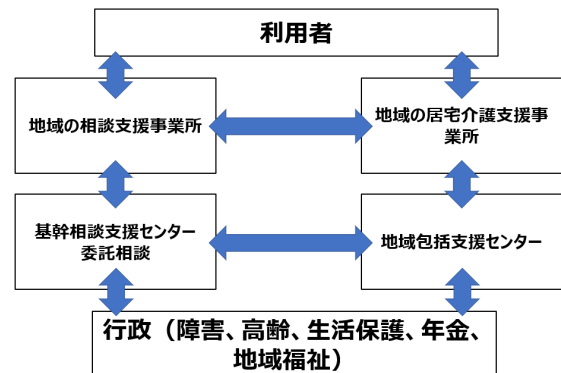 利用者
地域の相談支援事業所
地域の居宅介護支援事
業所
基幹相談支援センター
委託相談
地域包括支援センター
行政（障害、高齢、生活保護、年金、
地域福祉）